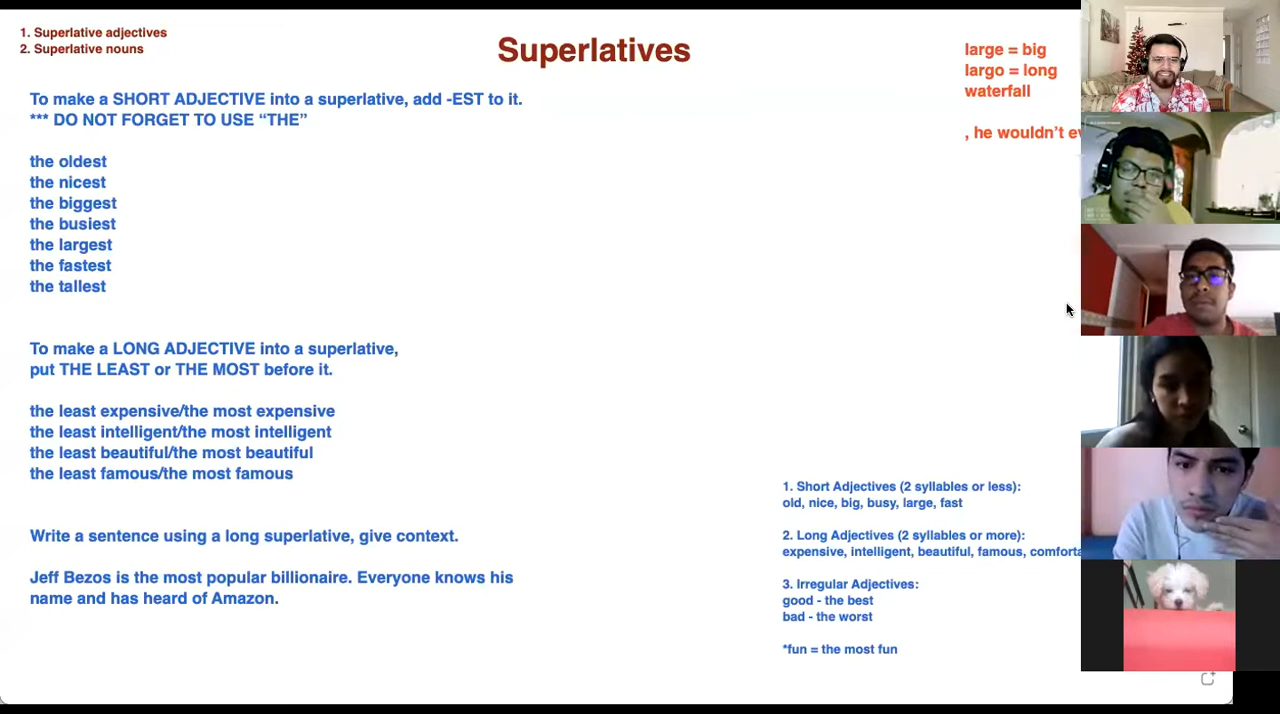 1. Superlative adjectives
2. Superlative nouns
Superlatives
To make a SHORT ADJECTIVE into a superlative, add -EST to it.
*** DO NOT FORGET TO USE “THE”
the oldest
the nicest
the biggest
the busiest
the largest
the fastest
the tallest
To make a LONG ADJECTIVE into a superlative,
put THE LEAST or THE MOST before it.
the least expensive/the most expensive
the least intelligent/the most intelligent
the least beautiful/the most beautiful
the least famous/the most famous
Write a sentence using a long superlative, give context.
Jeff Bezos is the most popular billionaire. Everyone knows his
name and has heard of Amazon.
large = big
largo = long
waterfall
, he wouldn’t
1. Short Adjectives (2 syllables or less):
old, nice, big, busy, large, fast
2. Long Adjectives (2 syllables or more):
expensive, intelligent, beautiful, famous,
3. Irregular Adjectives:
good - the best
bad - the worst
*fun = the most fun